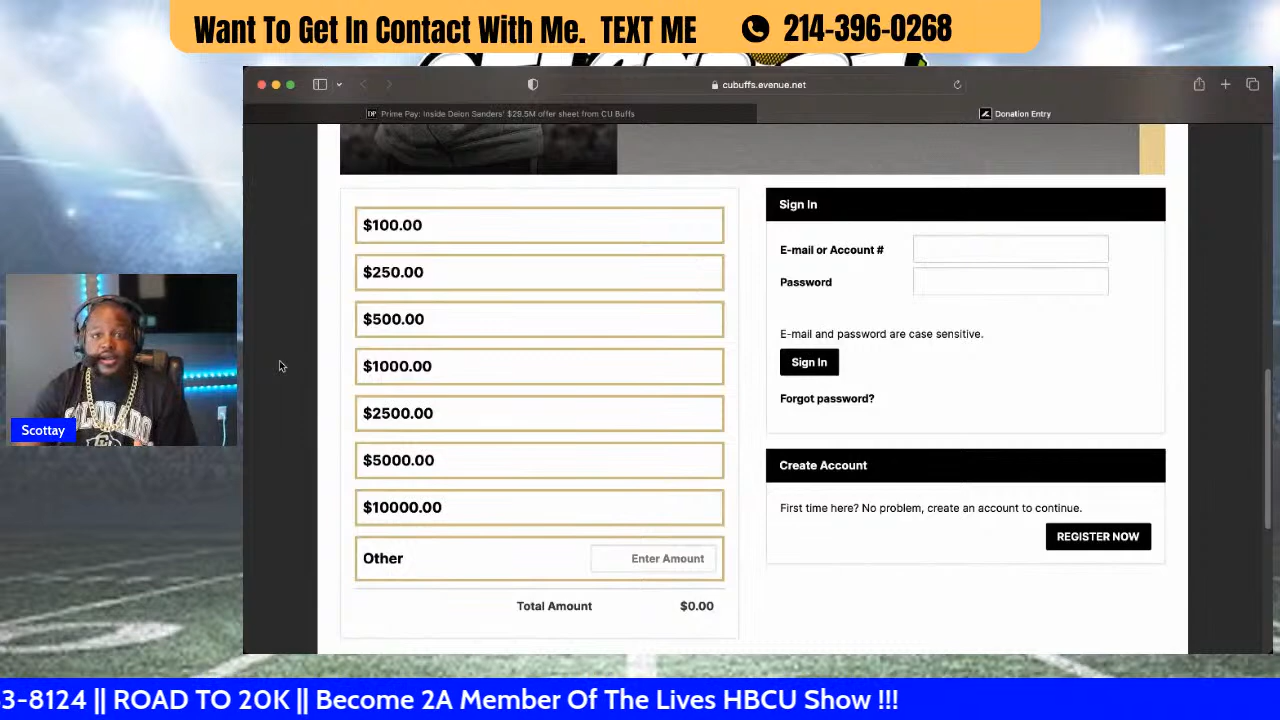 Want To Get In Contact With Me. TEXT ME 214-396-0268
cubuffs.evenue.net
DP Prime Pay: Inside Deion Sanders' $29.5M offer sheet from CU Buffs
Donation Entry
$100.00
$250.00
$500.00
$1000.00
$2500.00
$5000.00
$10000.00
Other Enter Amount
Total Amount $0.00
Sign In
E-mail or Account #
Password
E-mail and password are case sensitive.
Sign In
Forgot password?
Create Account
First time here? No problem, create an account to continue.
REGISTER NOW
COLORADO
CU
Scottay
3-8124 || ROAD TO 20K || Become 2A Member Of The Lives HBCU Show !!!